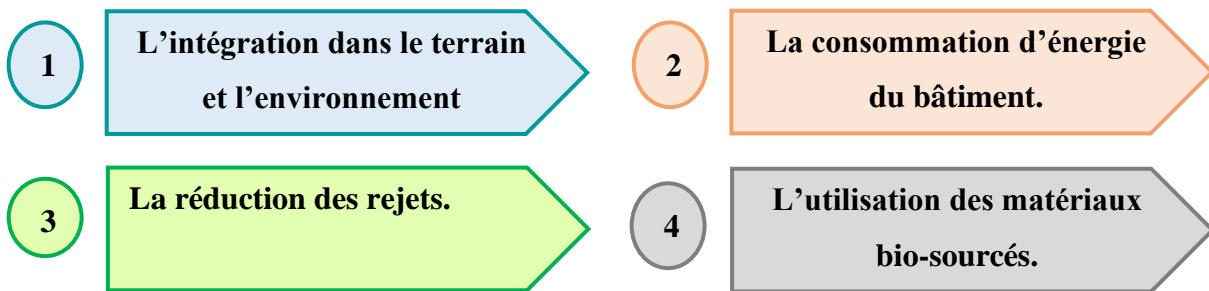 1
L’intégration dans le terrain
et l’environnement
2
La consommation d’énergie
du bâtiment.
3
La réduction des rejets.
4
L’utilisation des matériaux
bio-sourcés.